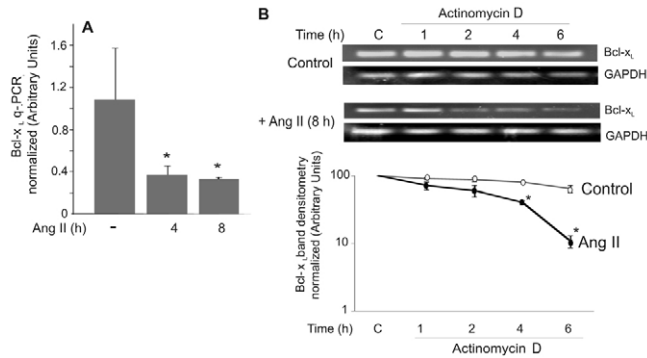 A
Bcl-x L q-PCR
normalized (Arbitrary Units)
1.6
1.2
0.8
0.4
0
*
*
Ang II (h)
-
4
8
B
Actinomycin D
Time (h)
C
1
2
4
6
Control
Bcl-xL
GAPDH
+ Ang II (8 h)
Bcl-xL
GAPDH
Bcl-x L band densitometry
normalized (Arbitrary Units)
100
10
1
Control
*
*
Ang II
Time (h)
C
1
2
4
6
Actinomycin D